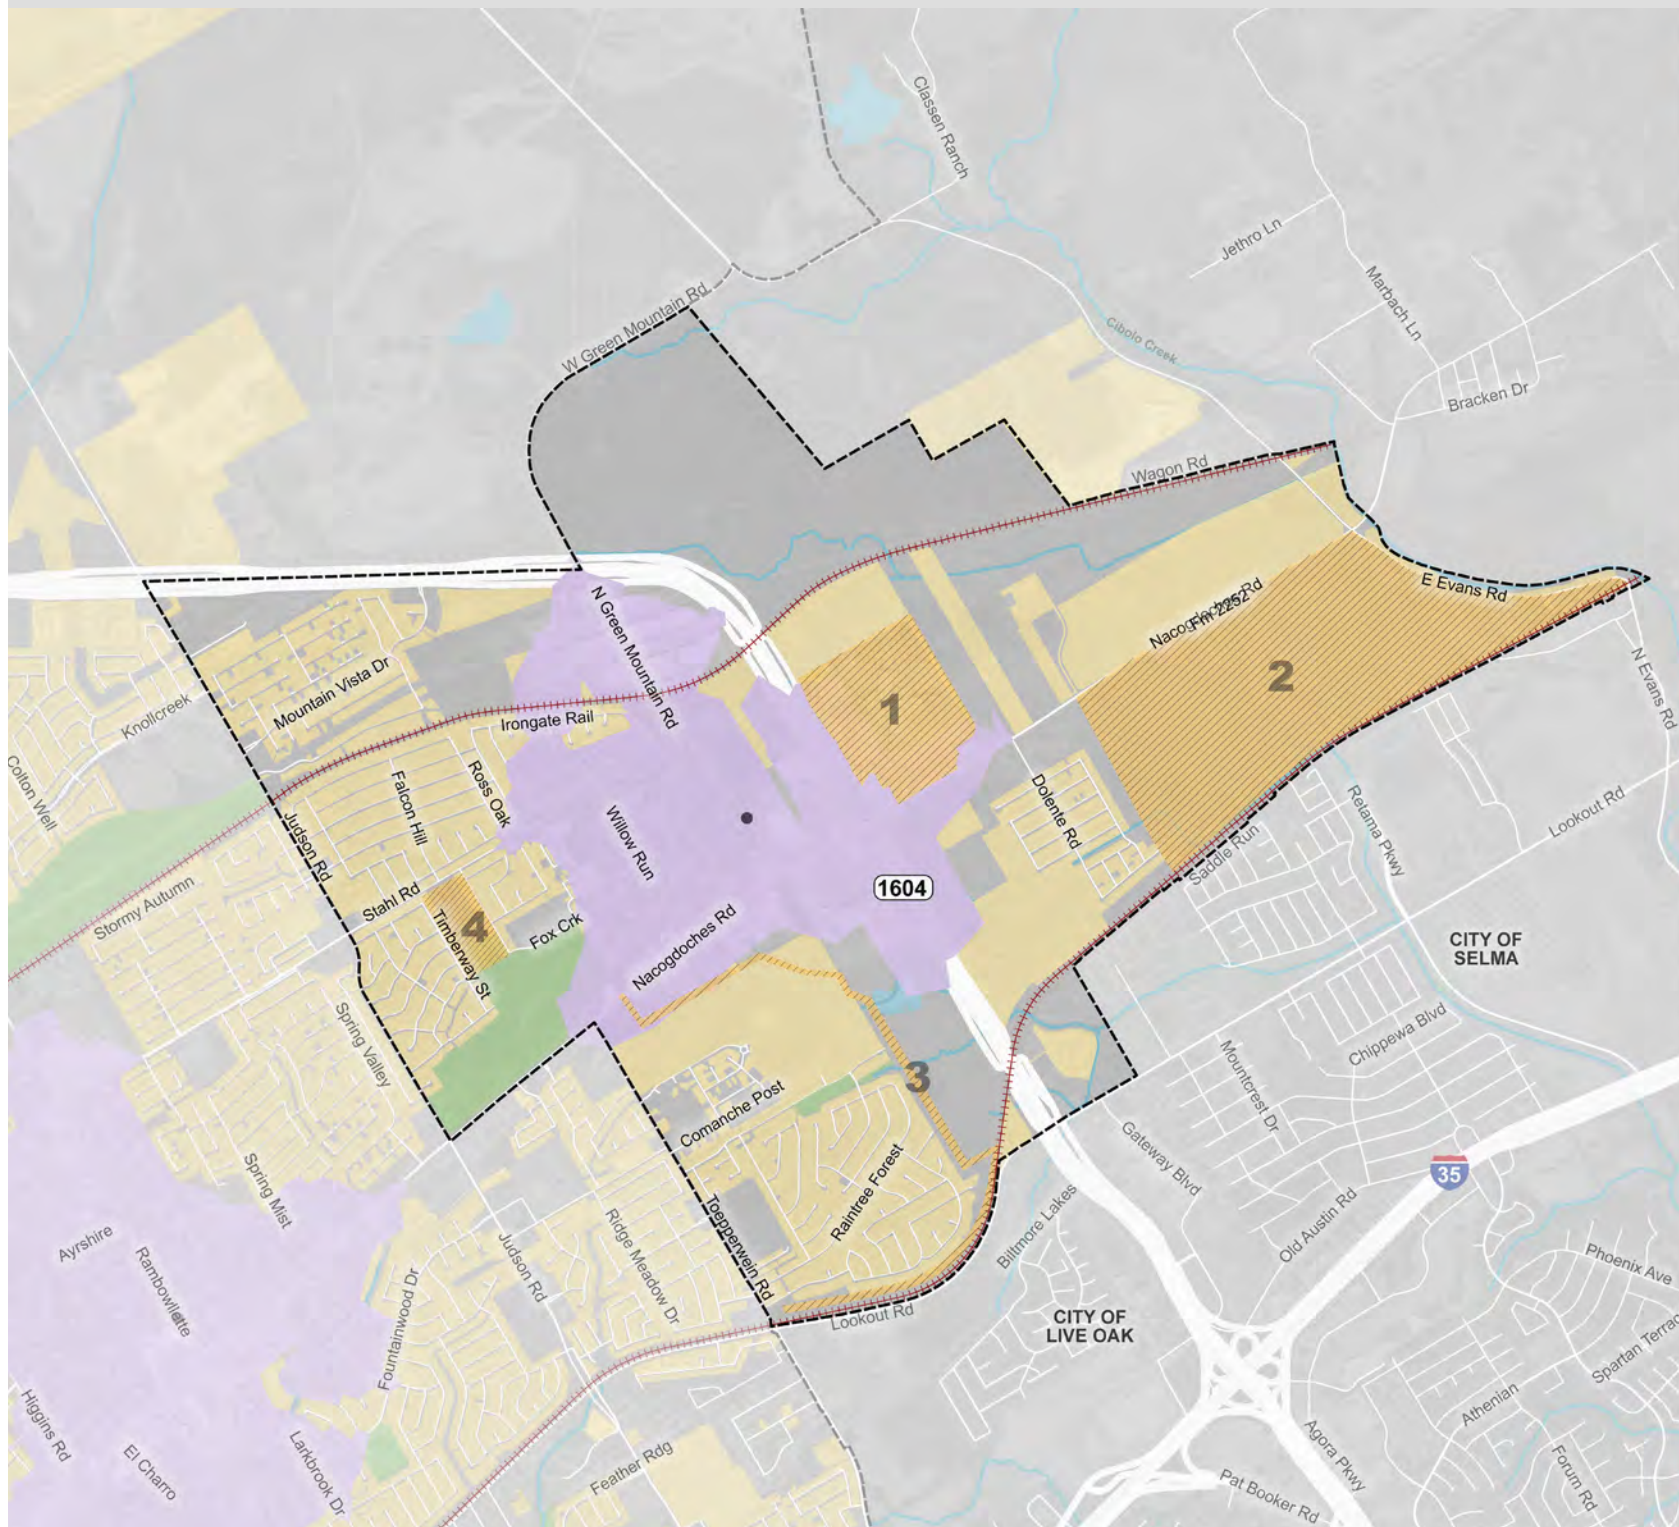 Classen Ranch
Jethro Ln
Marbach Ln
W Green Mountain Rd
Cibolo Creek
Bracken Dr
Wagon Rd
E Evans Rd
Nacogdoches Rd
Fm 2252
N Green Mountain Rd
2
N Evans Rd
Mountain Vista Dr
Knollcreek
1
Irongate Rail
Colton Well
Ross Oak
Falcon Hill
Dolente Rd
Retama Pkwy
Lookout Rd
Judson Rd
Willow Run
Saddle Run
1604
Stahl Rd
Stormy Autumn
4
Timberway St
Fox Crk
Nacogdoches Rd
CITY OF
SELMA
Spring Valley
Chippewa Blvd
3
Mountcrest Dr
Comanche Post
Gateway Blvd
35
Raintree Forest
Spring Mist
Toepperwein Rd
Biltmore Lakes
Old Austin Rd
Ayrshire
Rambowllette
Judson Rd
Ridge Meadow Dr
Phoenix Ave
Fountainwood Dr
Lookout Rd
CITY OF
LIVE OAK
Spartan Terrac
Athenian
Higgins Rd
El Charro
Larkbrook Dr
Feather Rdg
Agora Pkwy
Pat Booker Rd
Forum Rd